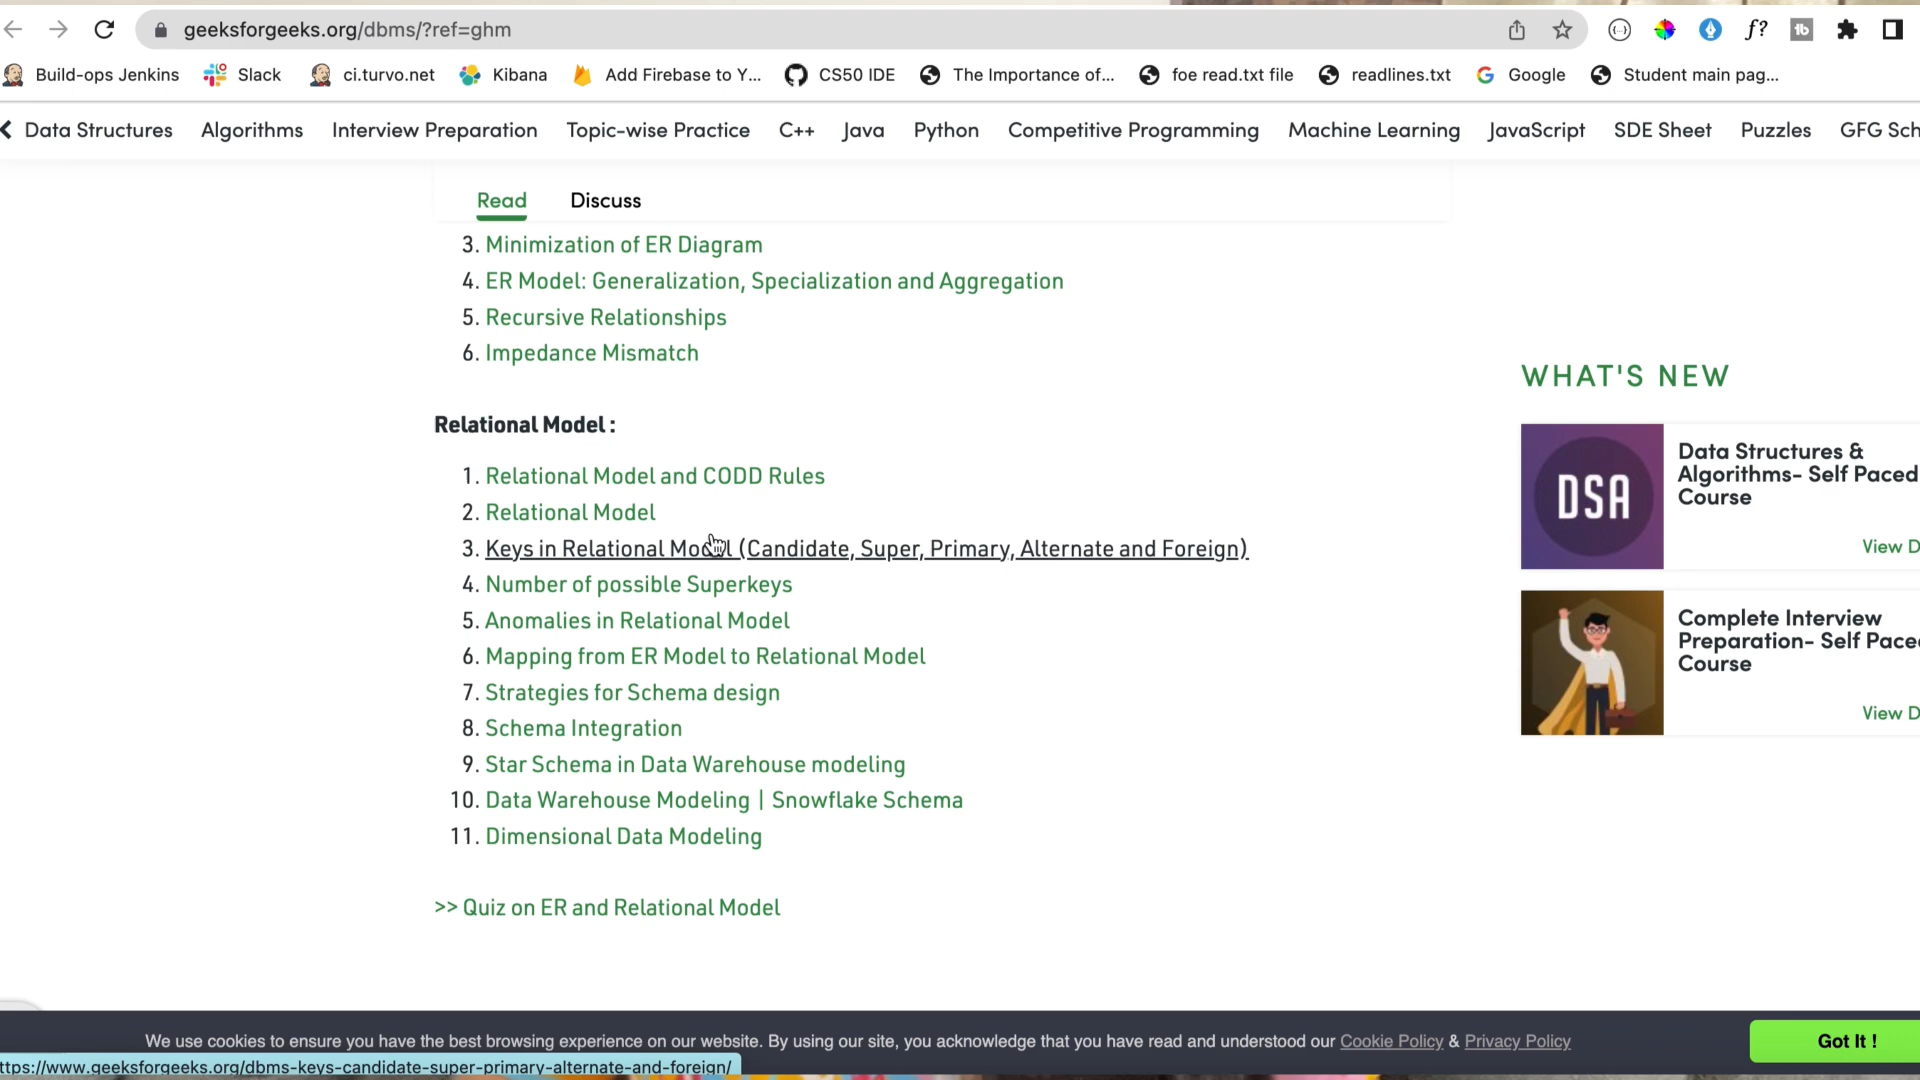 geeksforgeeks.org/dbms/?ref=ghm
f?
Build-ops Jenkins Slack ci.turvo.net Kibana Add Firebase to Y... CS50 IDE The Importance of... foe read.txt file readlines.txt Google Student main pag...
Data Structures Algorithms Interview Preparation Topic-wise Practice C++ Java Python Competitive Programming Machine Learning JavaScript SDE Sheet Puzzles GFG Sch
Read Discuss
3. Minimization of ER Diagram
4. ER Model: Generalization, Specialization and Aggregation
5. Recursive Relationships
6. Impedance Mismatch
Relational Model :
1. Relational Model and CODD Rules
2. Relational Model
3. Keys in Relational Model (Candidate, Super, Primary, Alternate and Foreign)
4. Number of possible Superkeys
5. Anomalies in Relational Model
6. Mapping from ER Model to Relational Model
7. Strategies for Schema design
8. Schema Integration
9. Star Schema in Data Warehouse modeling
10. Data Warehouse Modeling | Snowflake Schema
11. Dimensional Data Modeling
>> Quiz on ER and Relational Model
WHAT'S NEW
DSA
Data Structures &
Algorithms- Self Paced
Course
View D
Complete Interview
Preparation- Self Pace
Course
View D
We use cookies to ensure you have the best browsing experience on our website. By using our site, you acknowledge that you have read and understood our Cookie Policy & Privacy Policy
Got It !
ttps://www.geeksforgeeks.org/dbms-keys-candidate-super-primary-alternate-and-foreign/